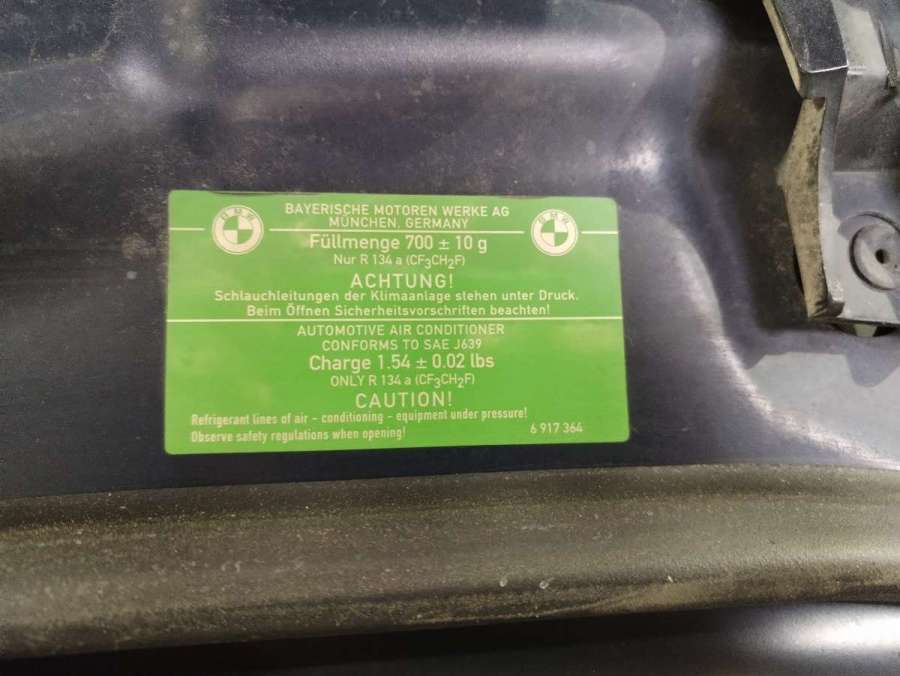 BAYERISCHE MOTOREN WERKE AG
MÜNCHEN, GERMANY
BMW
BMW
Füllmenge 700 ± 10 g
Nur R 134 a (CF₃CH₂F)
ACHTUNG!
Schlauchleitungen der Klimaanlage stehen unter Druck.
Beim Öffnen Sicherheitsvorschriften beachten!
AUTOMOTIVE AIR CONDITIONER
CONFORMS TO SAE J639
Charge 1.54 ± 0.02 lbs
ONLY R 134 a (CF₃CH₂F)
CAUTION!
Refrigerant lines of air - conditioning - equipment under pressure!
Observe safety regulations when opening!
6 917 364